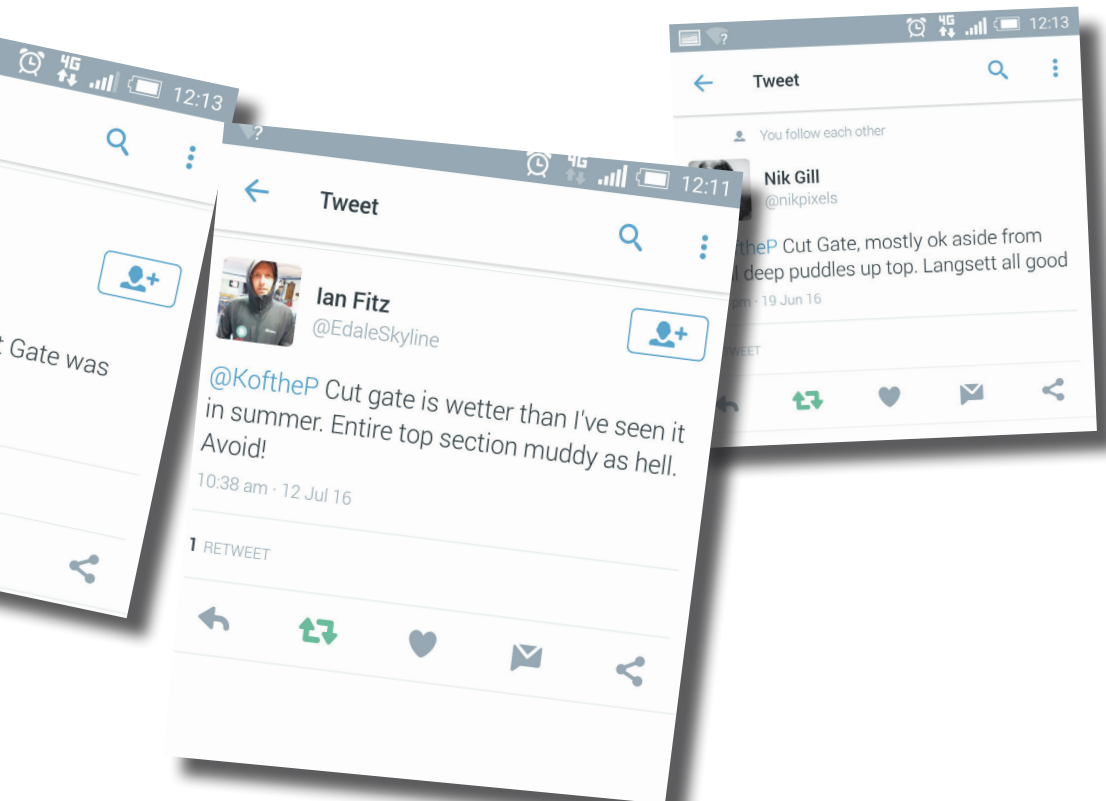 12:13
t Gate was
12:11
Tweet
Ian Fitz
@EdaleSkyline
@KoftheP Cut gate is wetter than I've seen it
in summer. Entire top section muddy as hell.
Avoid!
10:38 am · 12 Jul 16
1 RETWEET
12:13
Tweet
You follow each other
Nik Gill
@nikpixels
theP Cut Gate, mostly ok aside from
deep puddles up top. Langsett all good
pm · 19 Jun 16